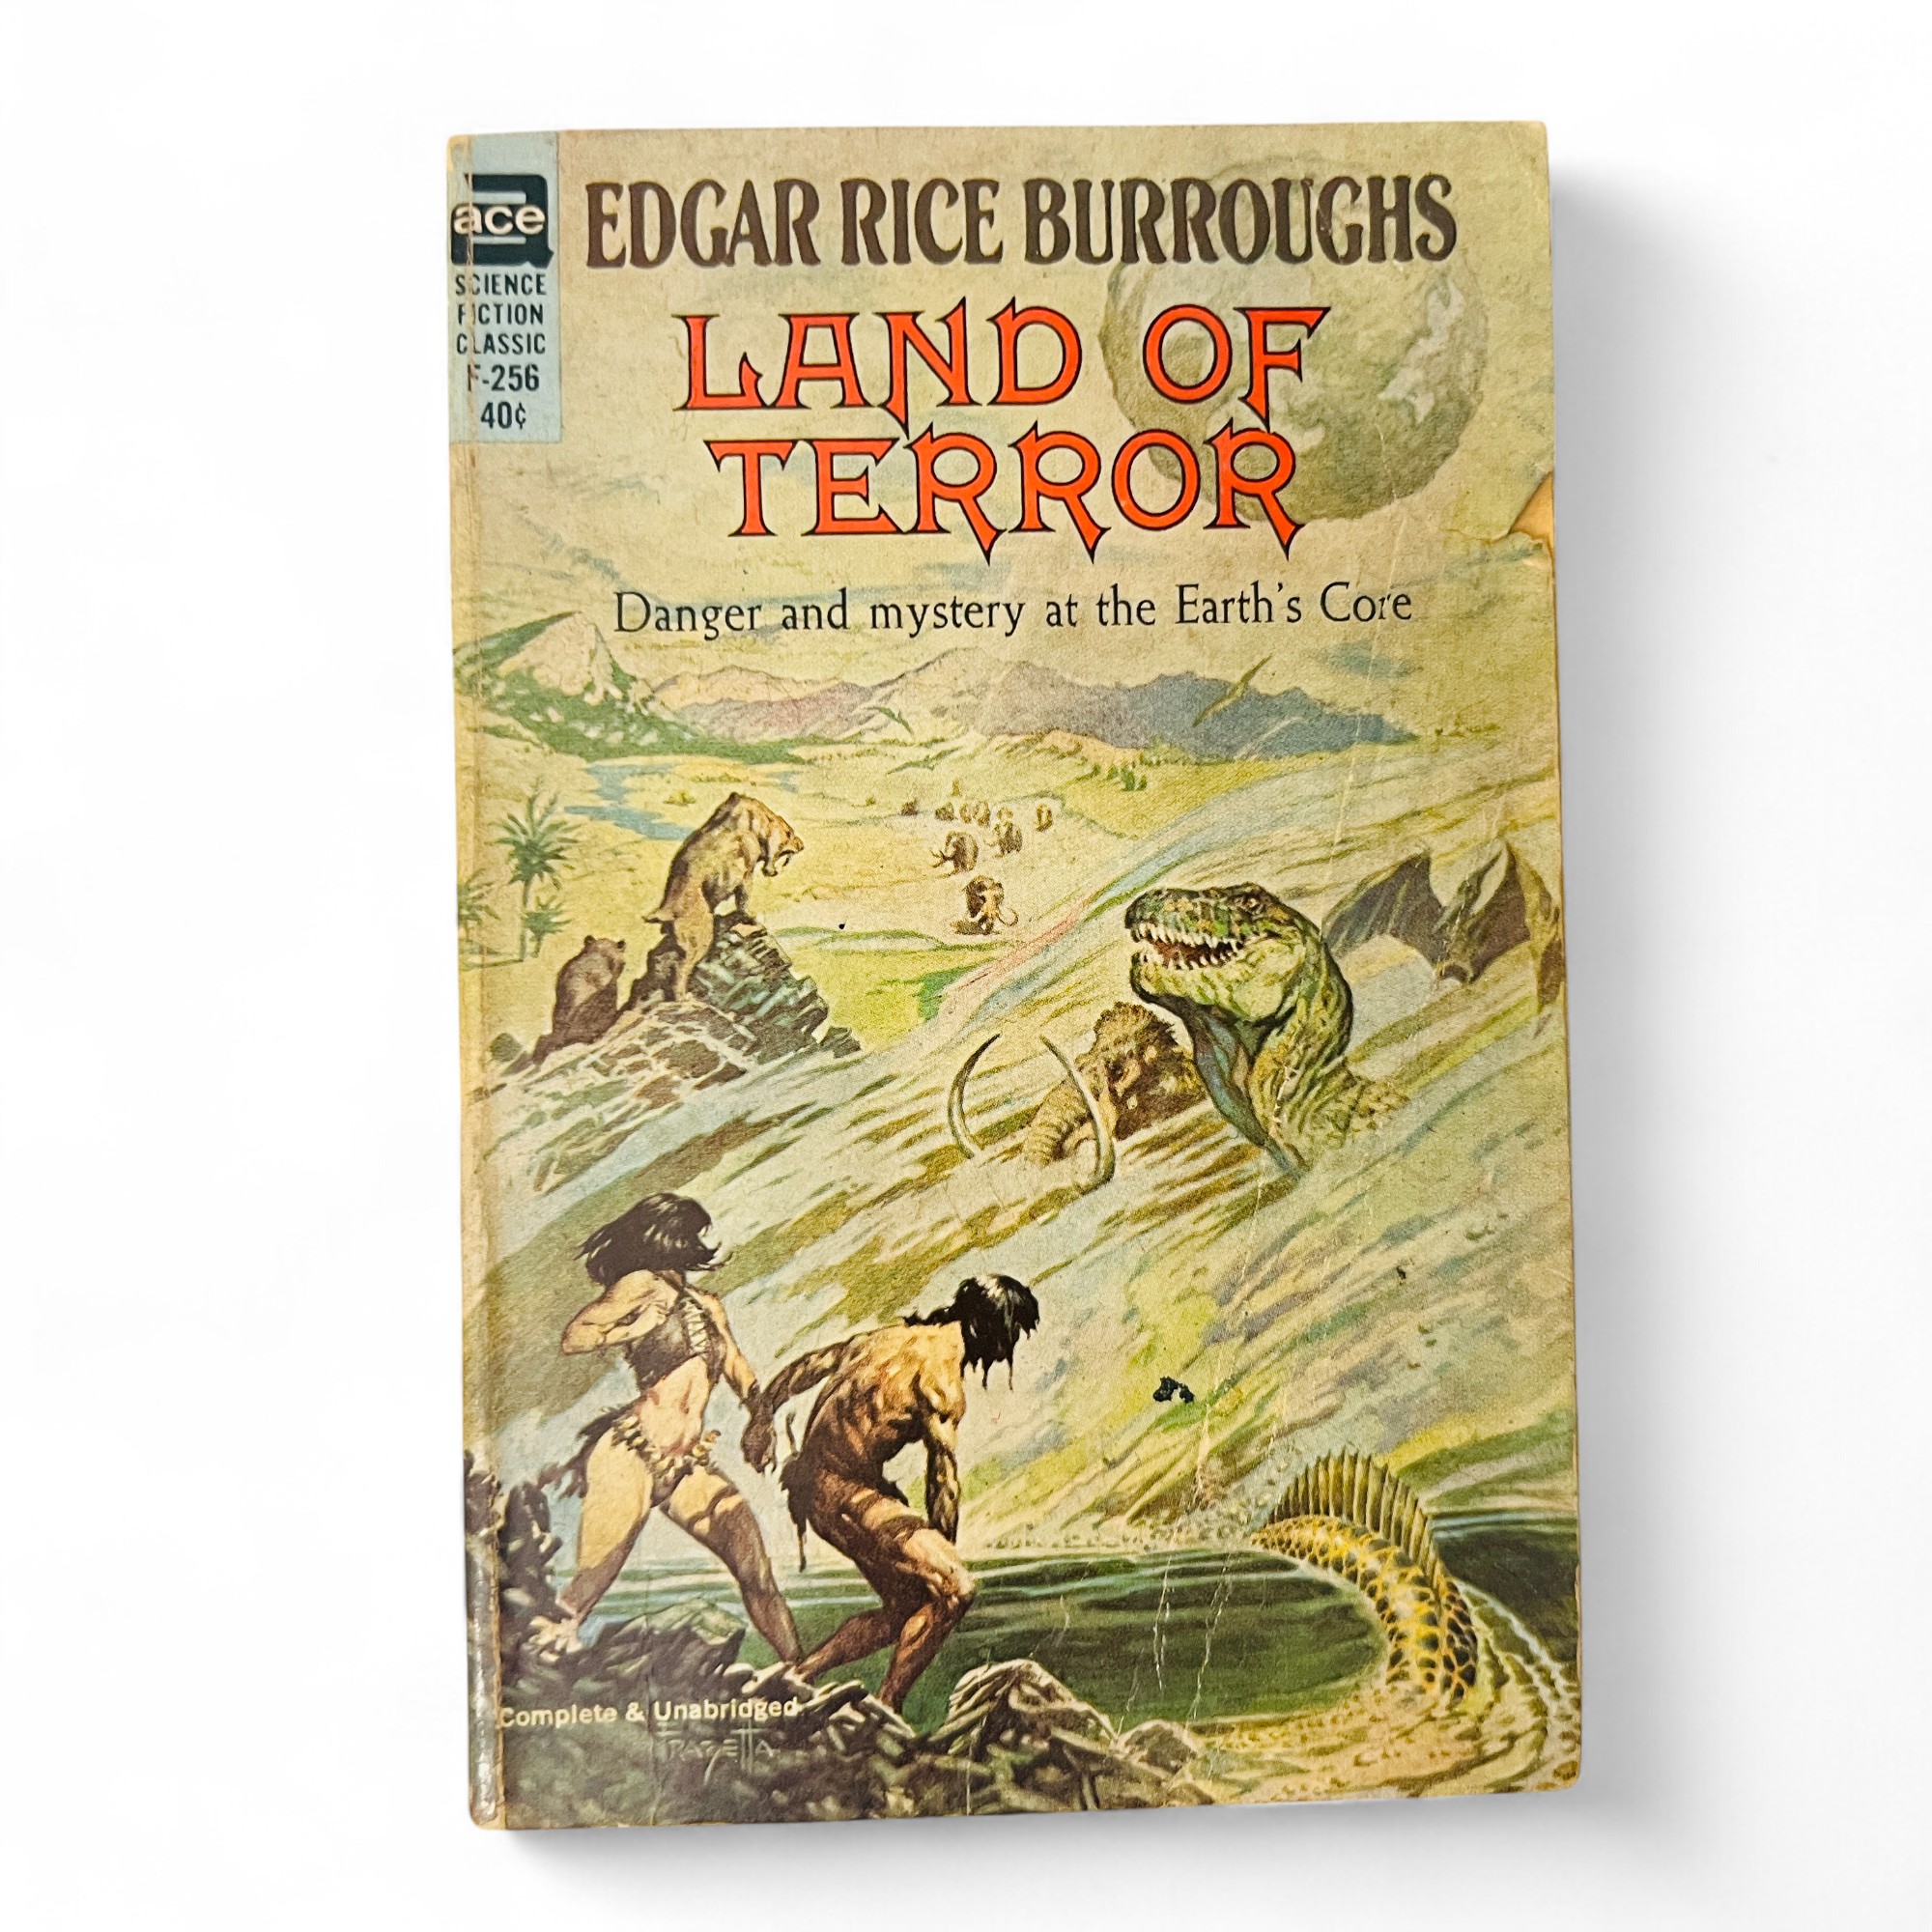 ace
SCIENCE
FICTION
CLASSIC
F-256
40¢
EDGAR RICE BURROUGHS
LAND OF
TERROR
Danger and mystery at the Earth's Core
Complete & Unabridged
FRAZETTA